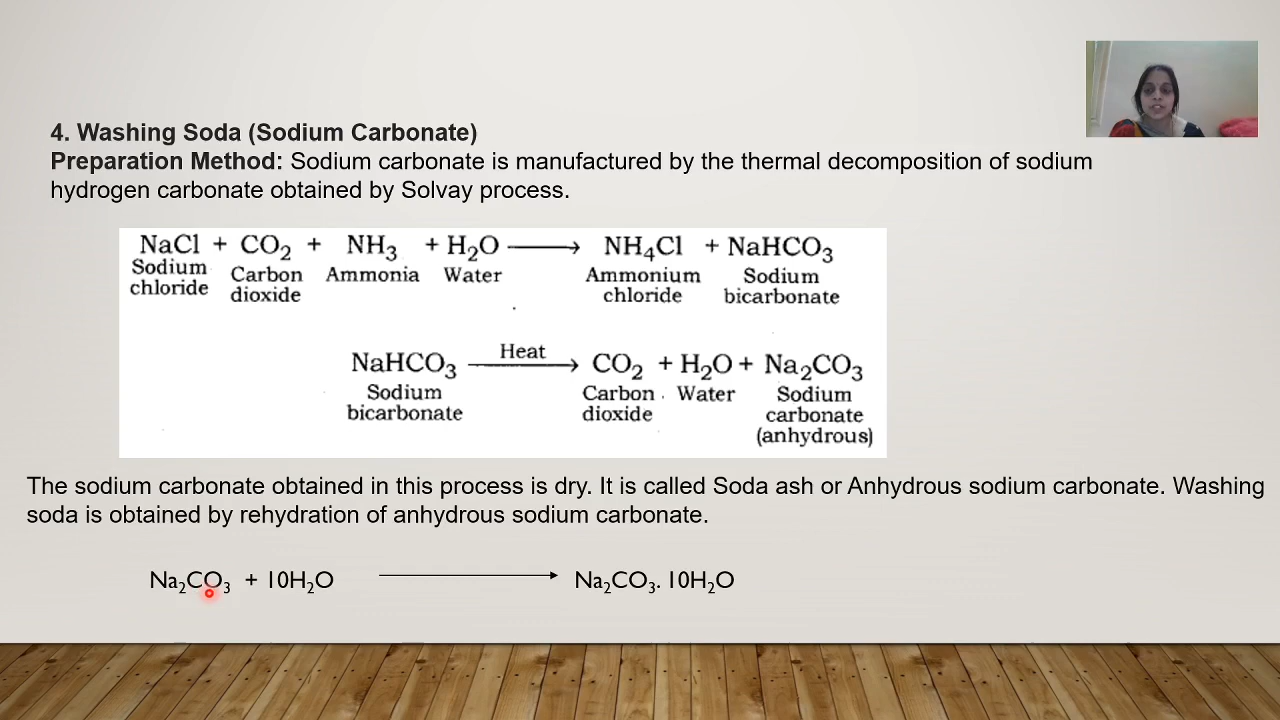 4. Washing Soda (Sodium Carbonate)
Preparation Method: Sodium carbonate is manufactured by the thermal decomposition of sodium
hydrogen carbonate obtained by Solvay process.
NaCl + CO₂ + NH₃ + H₂O ⟶ NH₄Cl + NaHCO₃
Sodium Carbon Ammonia Water Ammonium Sodium
chloride dioxide chloride bicarbonate
Heat
NaHCO₃ ⟶ CO₂ + H₂O + Na₂CO₃
Sodium Carbon Water Sodium
bicarbonate dioxide carbonate
(anhydrous)
The sodium carbonate obtained in this process is dry. It is called Soda ash or Anhydrous sodium carbonate. Washing
soda is obtained by rehydration of anhydrous sodium carbonate.
Na₂CO₃ + 10H₂O ⟶ Na₂CO₃. 10H₂O